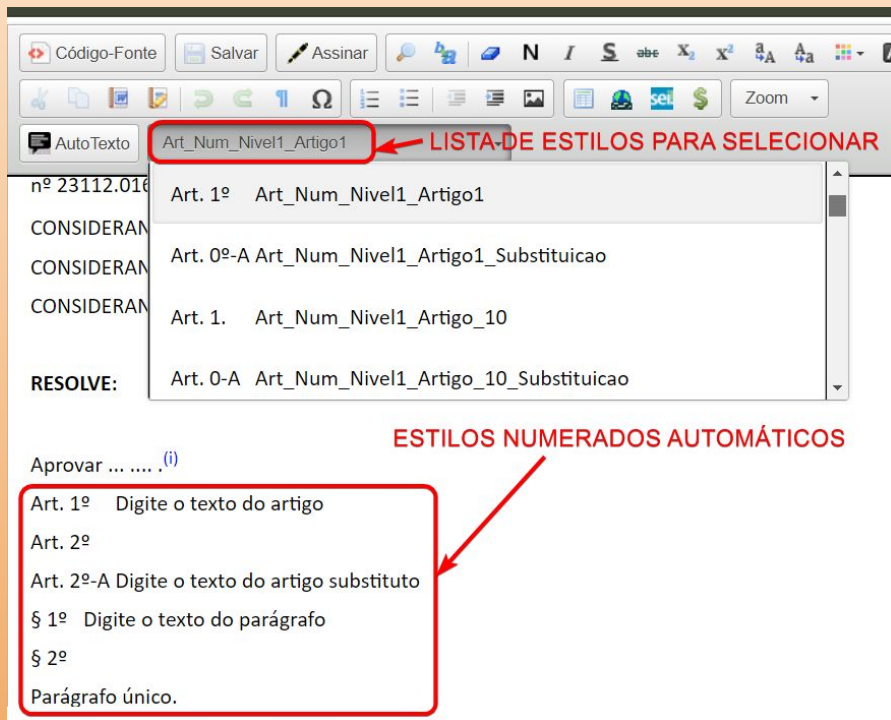 Código-Fonte Salvar Assinar N I S abc X₂ X² a A A a
sei $ Zoom
AutoTexto Art_Num_Nivel1_Artigo1 LISTA DE ESTILOS PARA SELECIONAR
nº 23112.016
Art. 1º Art_Num_Nivel1_Artigo1
CONSIDERAN
Art. 0º-A Art_Num_Nivel1_Artigo1_Substituicao
CONSIDERAN
CONSIDERAN
Art. 1. Art_Num_Nivel1_Artigo_10
RESOLVE:
Art. 0-A Art_Num_Nivel1_Artigo_10_Substituicao
ESTILOS NUMERADOS AUTOMÁTICOS
Aprovar ... .... .(i)
Art. 1º Digite o texto do artigo
Art. 2º
Art. 2º-A Digite o texto do artigo substituto
§ 1º Digite o texto do parágrafo
§ 2º
Parágrafo único.